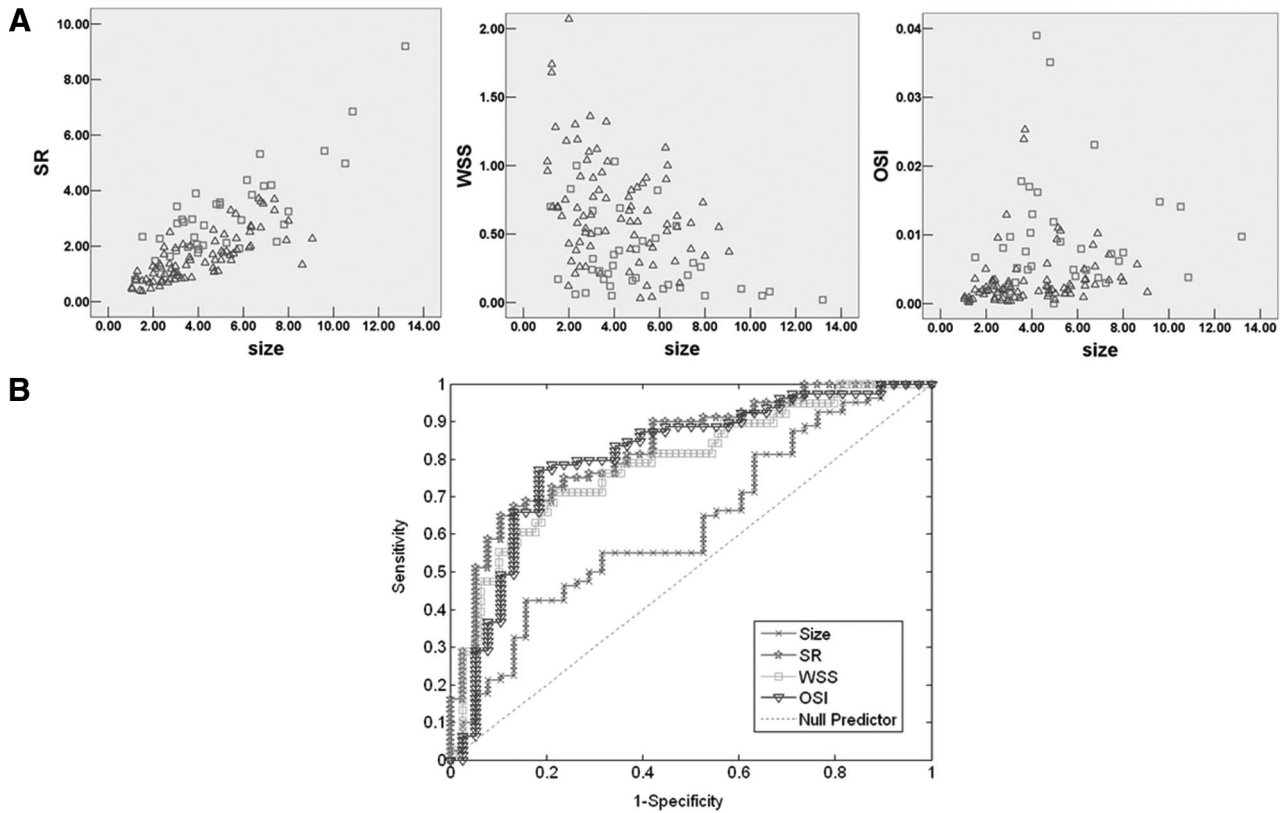 A
SR
10.00
8.00
6.00
4.00
2.00
0.00
0.00 2.00 4.00 6.00 8.00 10.00 12.00 14.00
size
WSS
2.00
1.50
1.00
0.50
0.00
0.00 2.00 4.00 6.00 8.00 10.00 12.00 14.00
size
OSI
0.04
0.03
0.02
0.01
0.00
0.00 2.00 4.00 6.00 8.00 10.00 12.00 14.00
size
B
Sensitivity
1
0.9
0.8
0.7
0.6
0.5
0.4
0.3
0.2
0.1
0
0 0.2 0.4 0.6 0.8 1
1-Specificity
Size
SR
WSS
OSI
Null Predictor